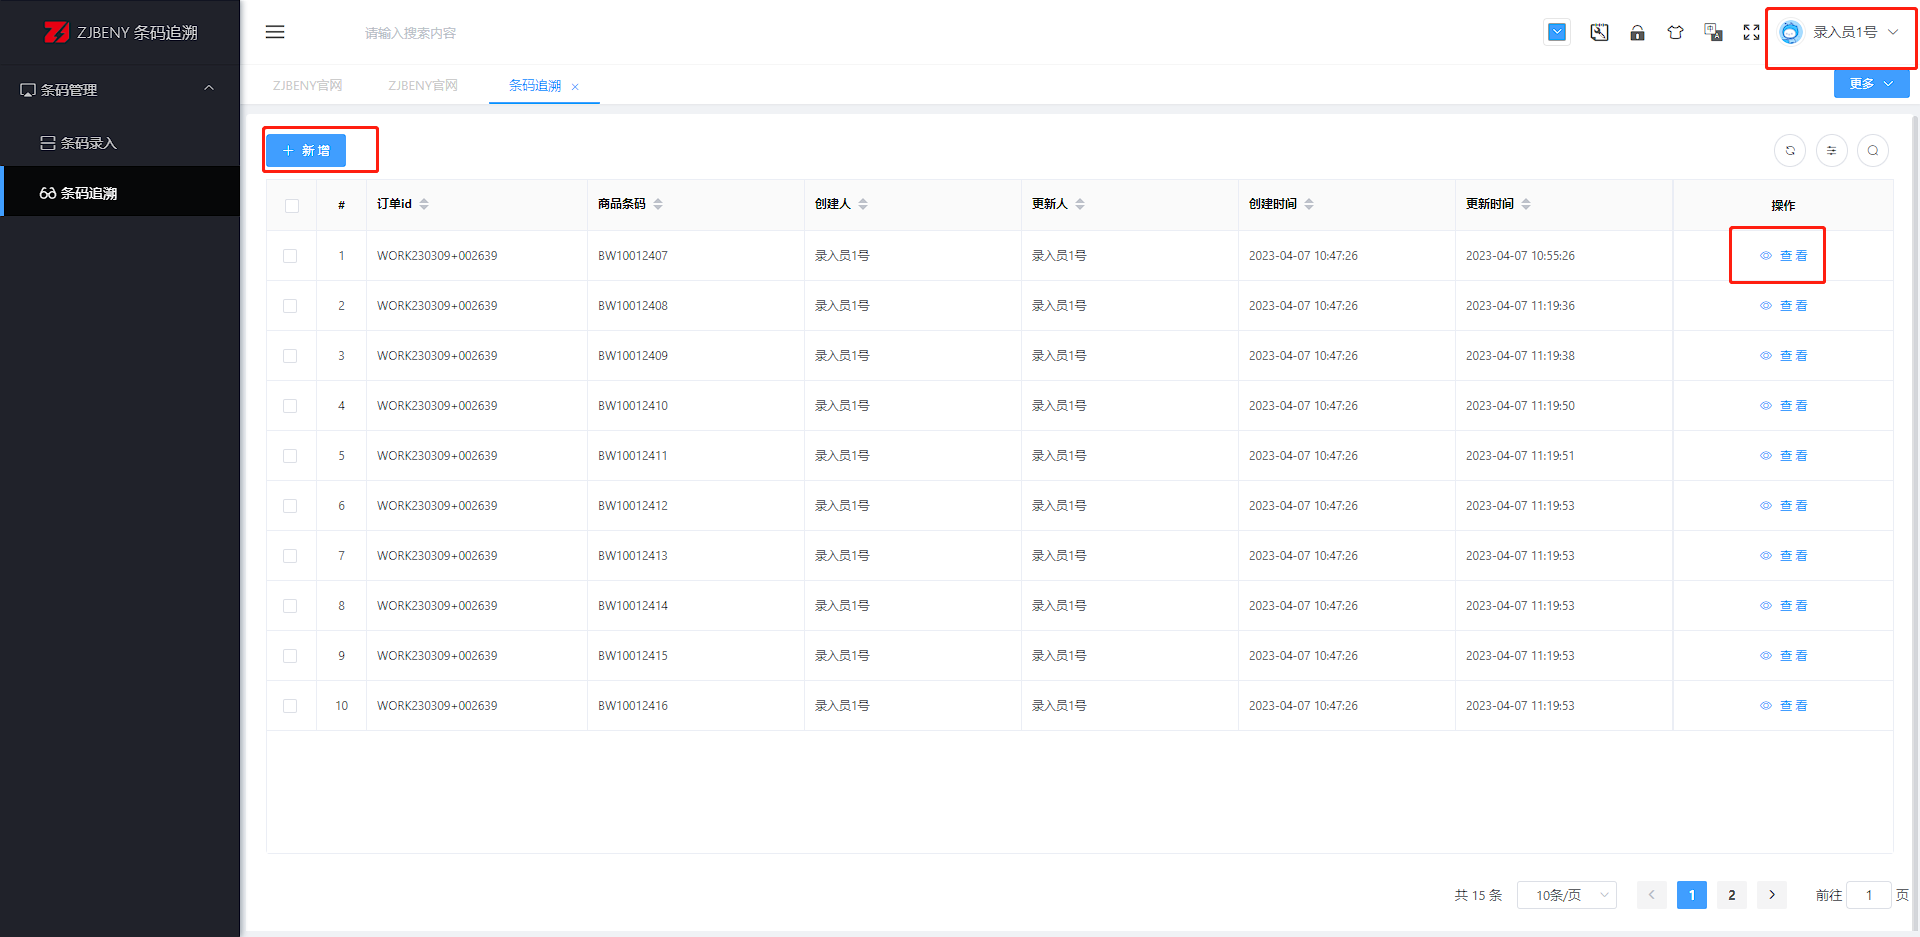 ZJBENY 条码追溯
请输入搜索内容
录入员1号
条码管理
条码录入
条码追溯
ZJBENY官网 ZJBENY官网 条码追溯 ×
更多
+ 新增
# 订单id 商品条码 创建人 更新人 创建时间 更新时间 操作
1 WORK230309+002639 BW10012407 录入员1号 录入员1号 2023-04-07 10:47:26 2023-04-07 10:55:26 查看
2 WORK230309+002639 BW10012408 录入员1号 录入员1号 2023-04-07 10:47:26 2023-04-07 11:19:36 查看
3 WORK230309+002639 BW10012409 录入员1号 录入员1号 2023-04-07 10:47:26 2023-04-07 11:19:38 查看
4 WORK230309+002639 BW10012410 录入员1号 录入员1号 2023-04-07 10:47:26 2023-04-07 11:19:50 查看
5 WORK230309+002639 BW10012411 录入员1号 录入员1号 2023-04-07 10:47:26 2023-04-07 11:19:51 查看
6 WORK230309+002639 BW10012412 录入员1号 录入员1号 2023-04-07 10:47:26 2023-04-07 11:19:53 查看
7 WORK230309+002639 BW10012413 录入员1号 录入员1号 2023-04-07 10:47:26 2023-04-07 11:19:53 查看
8 WORK230309+002639 BW10012414 录入员1号 录入员1号 2023-04-07 10:47:26 2023-04-07 11:19:53 查看
9 WORK230309+002639 BW10012415 录入员1号 录入员1号 2023-04-07 10:47:26 2023-04-07 11:19:53 查看
10 WORK230309+002639 BW10012416 录入员1号 录入员1号 2023-04-07 10:47:26 2023-04-07 11:19:53 查看
共 15 条 10条/页 < 1 2 > 前往 1 页